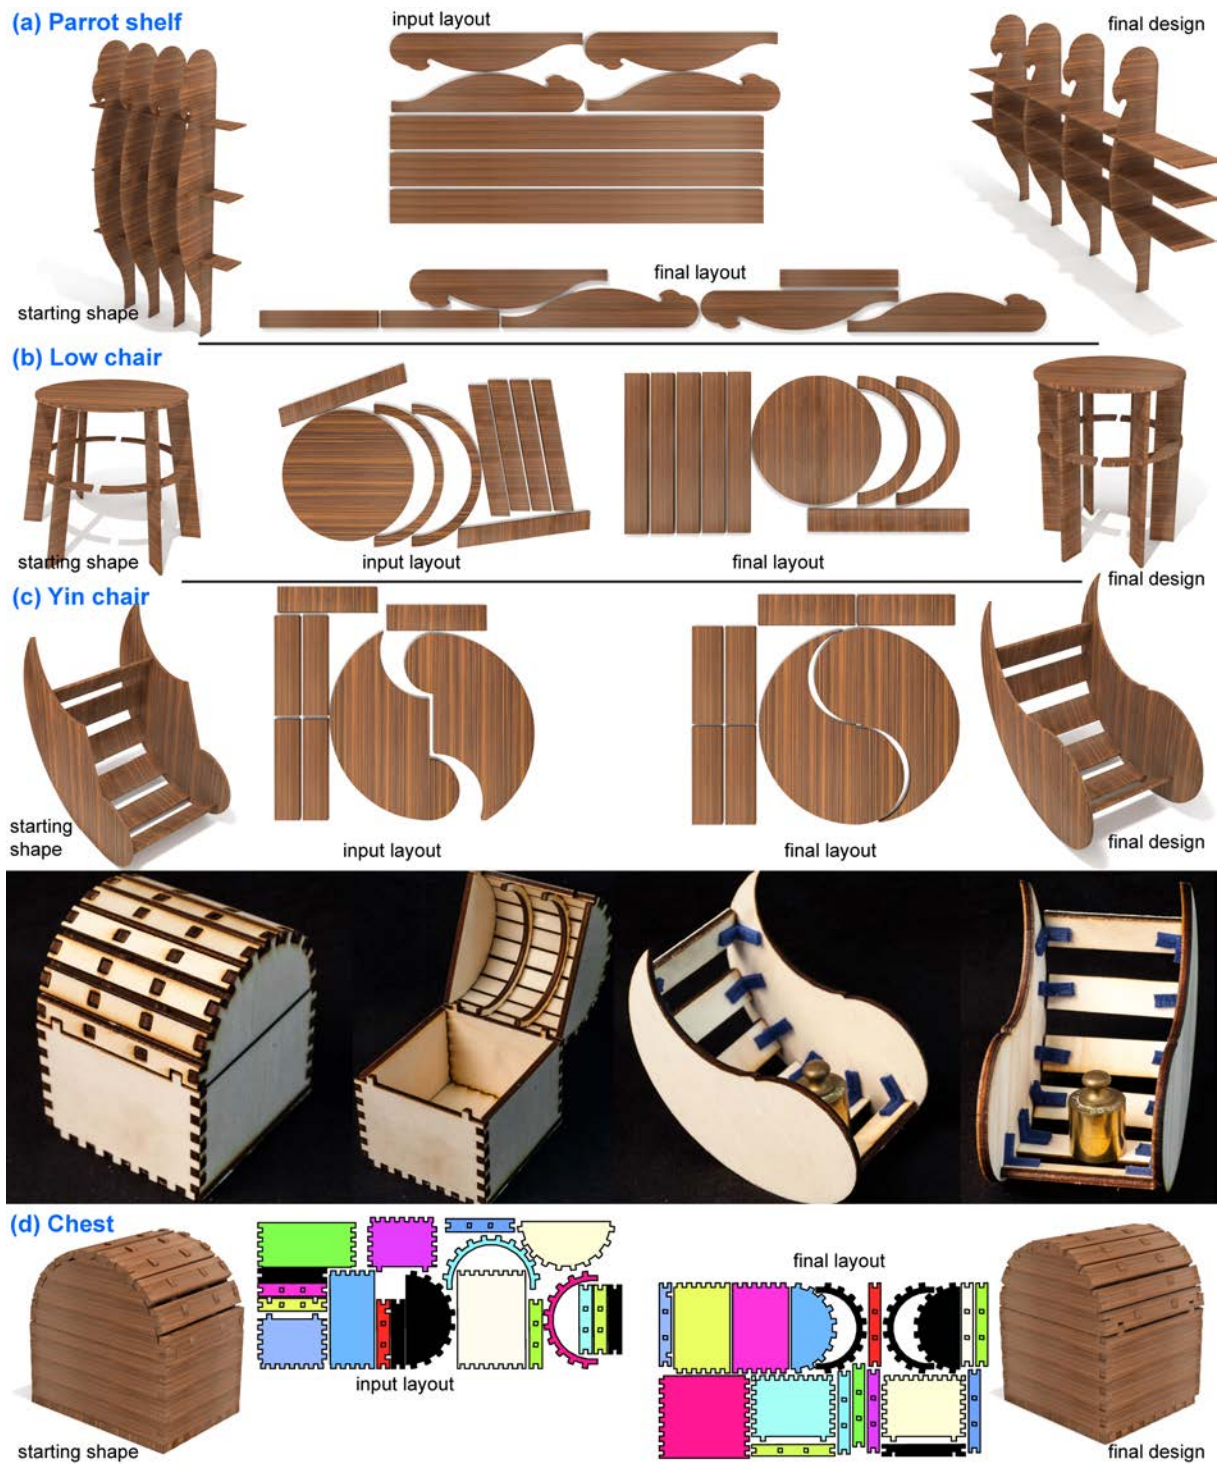 (a) Parrot shelf
input layout
final design
final layout
starting shape
(b) Low chair
starting shape
input layout
final layout
final design
(c) Yin chair
starting
shape
input layout
final layout
final design
(d) Chest
final layout
input layout
starting shape
final design